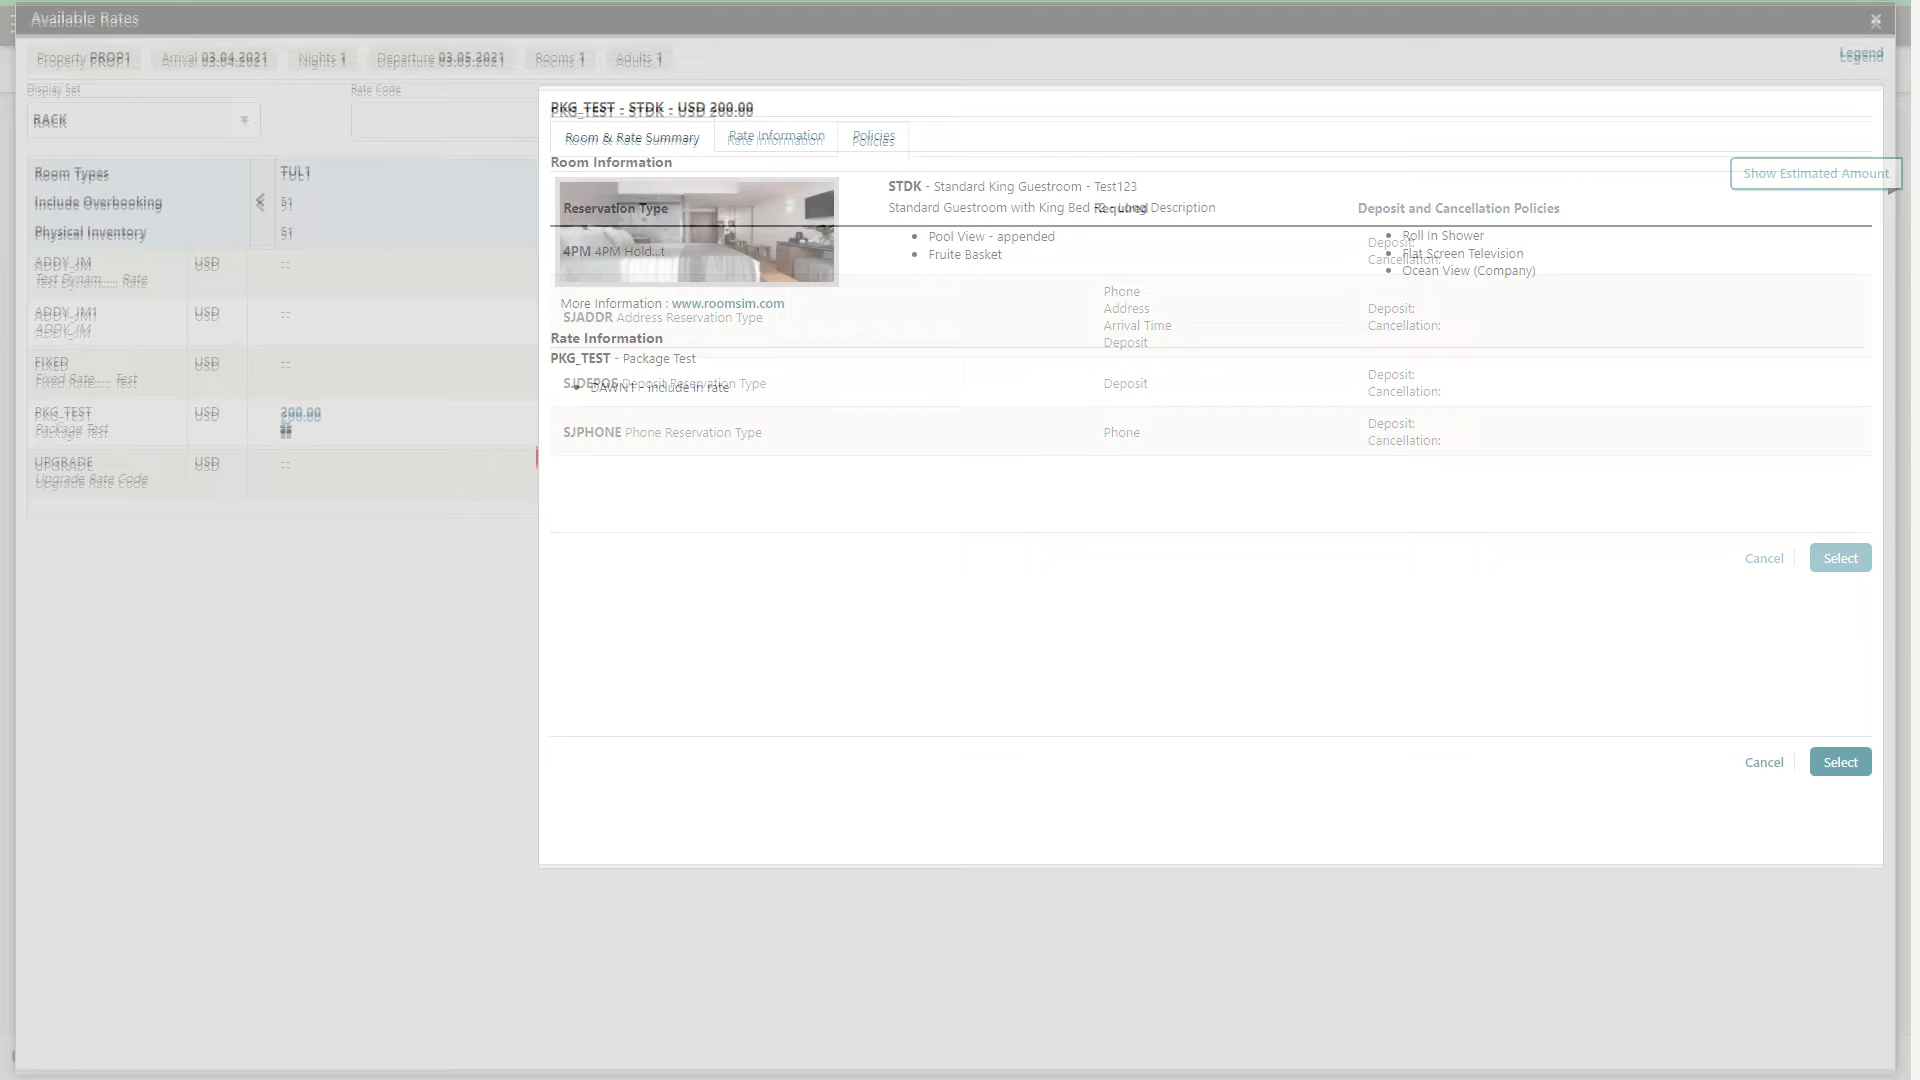 Available Rates
Property PROP1 Arrival 03.04.2021 Nights 1 Departure 03.05.2021 Rooms 1 Adults 1
Legend
Display Set Rate Code
RACK
Room Types TUL1
Include Overbooking 51
Physical Inventory 51
ADDY_JM USD --
Test Dynam...... Rate
ADDY_JM1 USD --
ADDY_JM
FIXED USD --
Fixed Rate...... Test
PKG_TEST USD 200.00
Package Test
UPGRADE USD --
Upgrade Rate Code
PKG_TEST - STDK - USD 200.00
Room & Rate Summary Rate Information Policies
Room Information
Show Estimated Amount
STDK - Standard King Guestroom - Test123
Standard Guestroom with King Bed -2 - Long Description
Pool View - appended
Fruite Basket
Roll In Shower
Flat Screen Television
Ocean View (Company)
More Information : www.roomsim.com
Rate Information
PKG_TEST - Package Test
DAWN1 - include in rate
Reservation Type Required Deposit and Cancellation Policies
4PM 4PM Hold...t
Deposit:
Cancellation:
SJADDR Address Reservation Type
Phone
Address
Arrival Time
Deposit
Deposit:
Cancellation:
SJDEPOS Deposit Reservation Type
Deposit
Deposit:
Cancellation:
SJPHONE Phone Reservation Type
Phone
Deposit:
Cancellation:
Cancel Select
Cancel Select